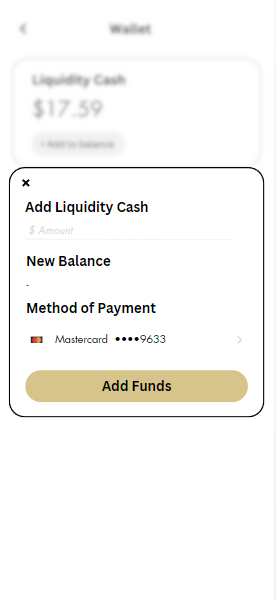 Wallet
Liquidity Cash
$17.59
+ Add to balance
Add Liquidity Cash
$ Amount
New Balance
-
Method of Payment
Mastercard ••••9633
Add Funds